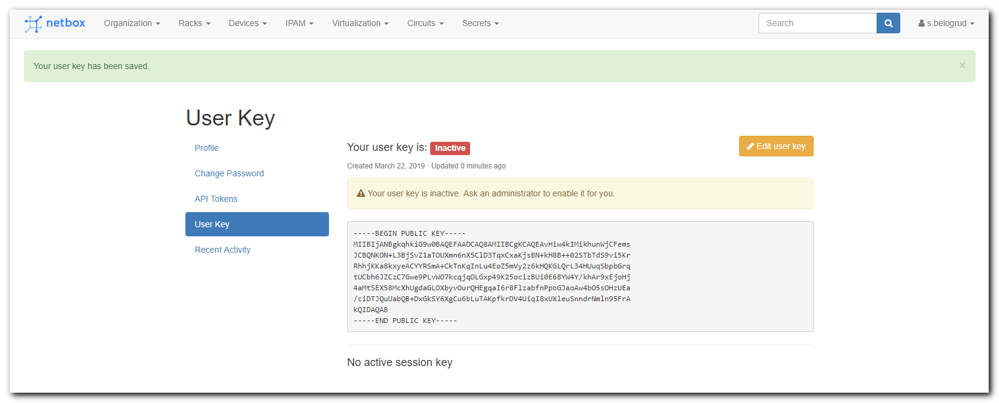 netbox Organization Racks Devices IPAM Virtualization Circuits Secrets Search s.belogrud
Your user key has been saved. ×
User Key
Profile
Change Password
API Tokens
User Key
Recent Activity
Your user key is: Inactive
Edit user key
Created March 22, 2019 · Updated 0 minutes ago
Your user key is inactive. Ask an administrator to enable it for you.
-----BEGIN PUBLIC KEY-----
MIIBIjANBgkqhkiG9w0BAQEFAAOCAQ8AMIIBCgKCAQEAvHiw4kIMikhunWjCFems
JCBQNKON+L3BjSvZ1aTOUXmn6nX5ClD3TqxCxaKjsBN+kH8B++02STbTdS9vi5Kr
RhhjKKa8kxyeACYYRSmA+CkTnKqInLu4EoZ5mVy2z6kHQKGLQrL34HUuqSbpbGrq
tUCbh6JZCzC7Gwe9PLvWO7kcqjqOLGxp49K25ocizBUi0E68YW4Y/khAr9xEjoHj
4aMtSEX58McXhUgdaGLOXbyvOurQHEgqaI6r8FlzabfnPpoGJaoAw4bO5sOHzUEa
/ciDTJQuUabQB+DxGkSY6XgCu6bLuTAKpfkrDV4UiqI8xUXleuSnndrNmln95FrA
kQIDAQAB
-----END PUBLIC KEY-----
No active session key